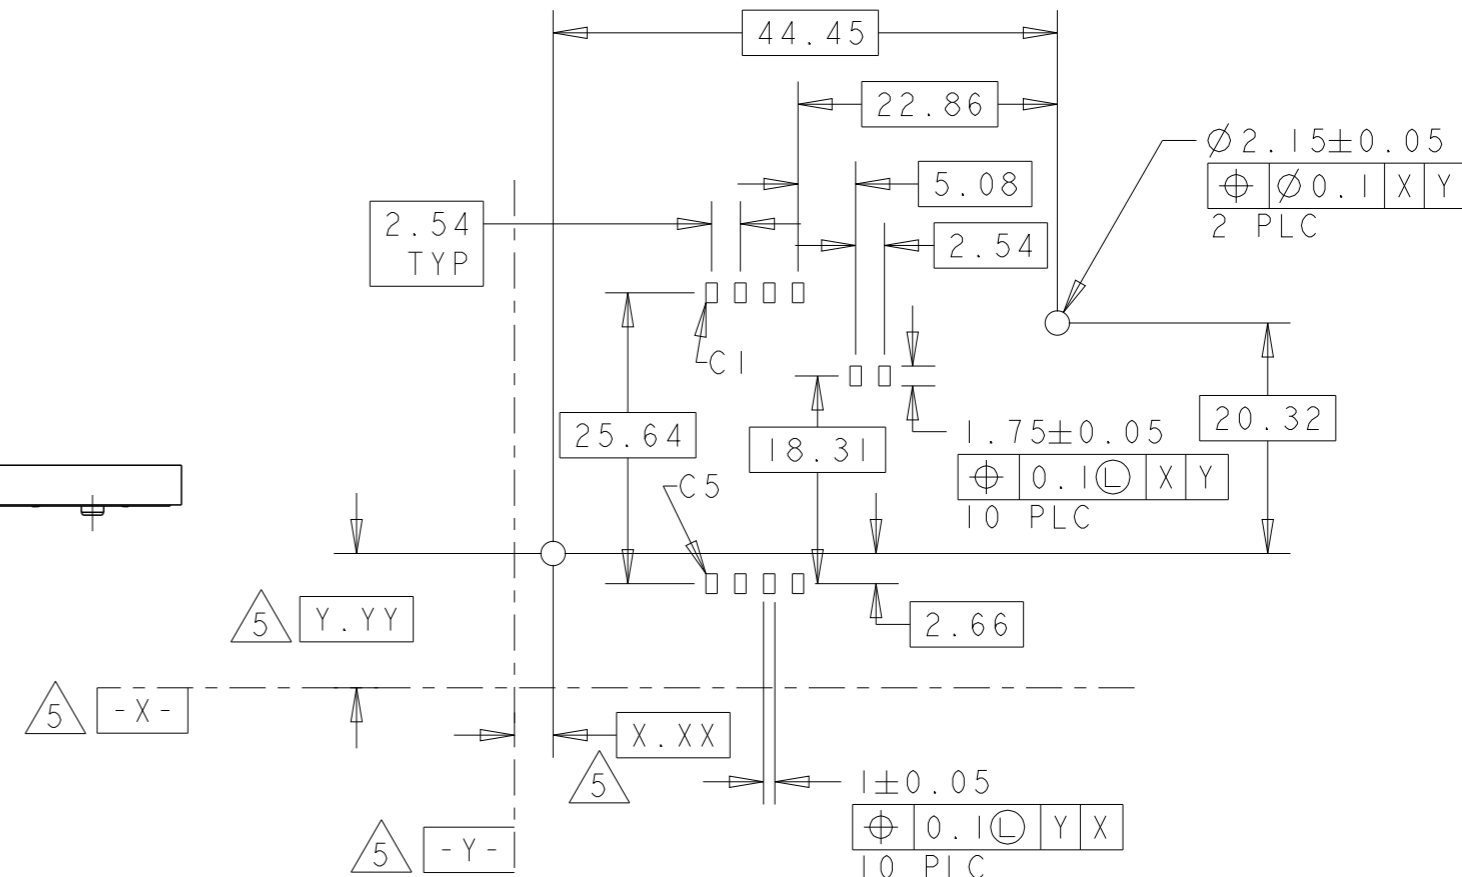 44.45
22.86
Ø2.15±0.05
⌖ Ø0.1 X Y
2 PLC
5.08
2.54
TYP
2.54
C1
25.64
18.31
20.32
1.75±0.05
⌖ 0.1Ⓛ X Y
10 PLC
C5
5 Y.YY
2.66
5 -X-
X.XX
5
1±0.05
⌖ 0.1Ⓛ Y X
10 PLC
5 -Y-